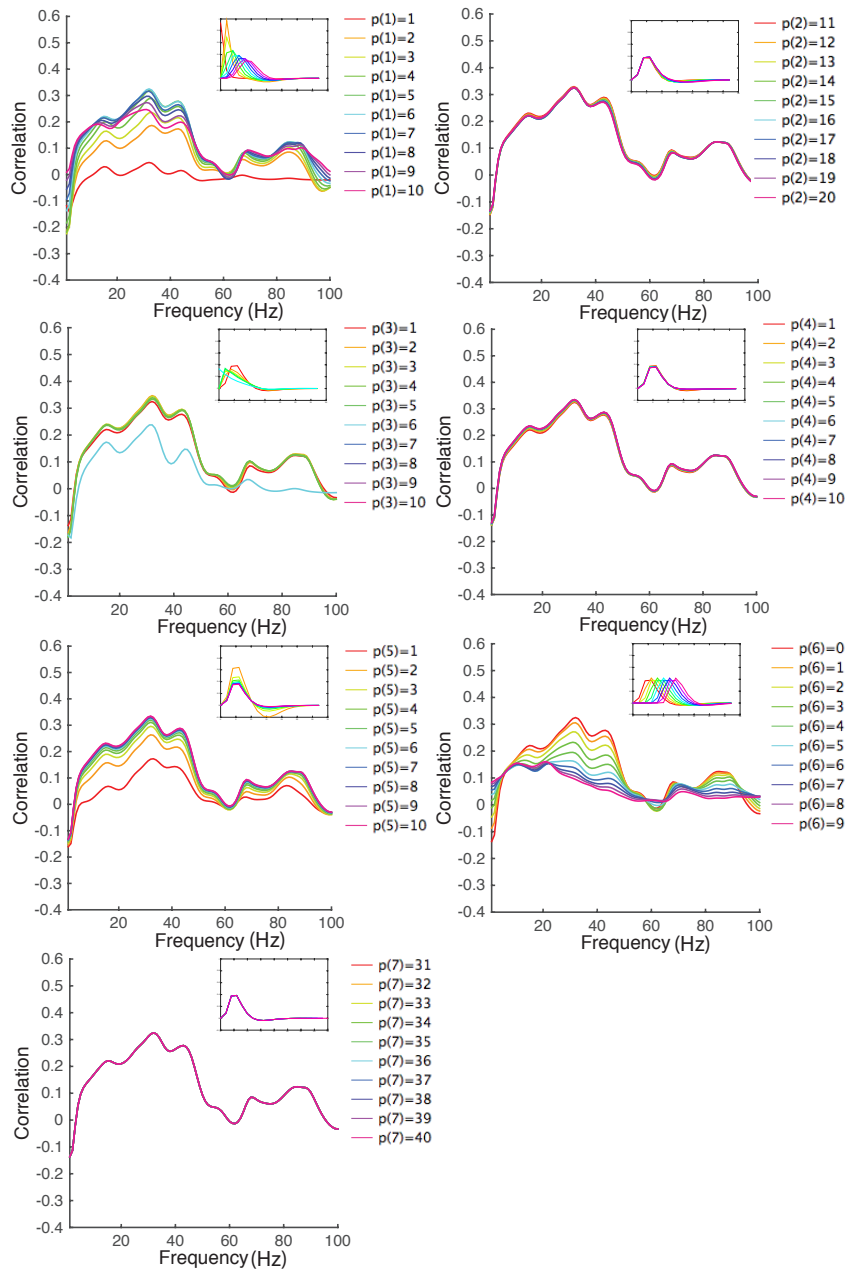 0.6
0.5
0.4
0.3
0.2
0.1
0
-0.1
-0.2
-0.3
-0.4
Correlation
20 40 60 80 100
Frequency (Hz)
p(1)=1
p(1)=2
p(1)=3
p(1)=4
p(1)=5
p(1)=6
p(1)=7
p(1)=8
p(1)=9
p(1)=10
0.6
0.5
0.4
0.3
0.2
0.1
0
-0.1
-0.2
-0.3
-0.4
Correlation
20 40 60 80 100
Frequency (Hz)
p(2)=11
p(2)=12
p(2)=13
p(2)=14
p(2)=15
p(2)=16
p(2)=17
p(2)=18
p(2)=19
p(2)=20
0.6
0.5
0.4
0.3
0.2
0.1
0
-0.1
-0.2
-0.3
-0.4
Correlation
20 40 60 80 100
Frequency (Hz)
p(3)=1
p(3)=2
p(3)=3
p(3)=4
p(3)=5
p(3)=6
p(3)=7
p(3)=8
p(3)=9
p(3)=10
0.6
0.5
0.4
0.3
0.2
0.1
0
-0.1
-0.2
-0.3
-0.4
Correlation
20 40 60 80 100
Frequency (Hz)
p(4)=1
p(4)=2
p(4)=3
p(4)=4
p(4)=5
p(4)=6
p(4)=7
p(4)=8
p(4)=9
p(4)=10
0.6
0.5
0.4
0.3
0.2
0.1
0
-0.1
-0.2
-0.3
-0.4
Correlation
20 40 60 80 100
Frequency (Hz)
p(5)=1
p(5)=2
p(5)=3
p(5)=4
p(5)=5
p(5)=6
p(5)=7
p(5)=8
p(5)=9
p(5)=10
0.6
0.5
0.4
0.3
0.2
0.1
0
-0.1
-0.2
-0.3
-0.4
Correlation
20 40 60 80 100
Frequency (Hz)
p(6)=0
p(6)=1
p(6)=2
p(6)=3
p(6)=4
p(6)=5
p(6)=6
p(6)=7
p(6)=8
p(6)=9
0.6
0.5
0.4
0.3
0.2
0.1
0
-0.1
-0.2
-0.3
-0.4
Correlation
20 40 60 80 100
Frequency (Hz)
p(7)=31
p(7)=32
p(7)=33
p(7)=34
p(7)=35
p(7)=36
p(7)=37
p(7)=38
p(7)=39
p(7)=40